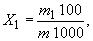 X₁ = m₁ 100 / m 1000,